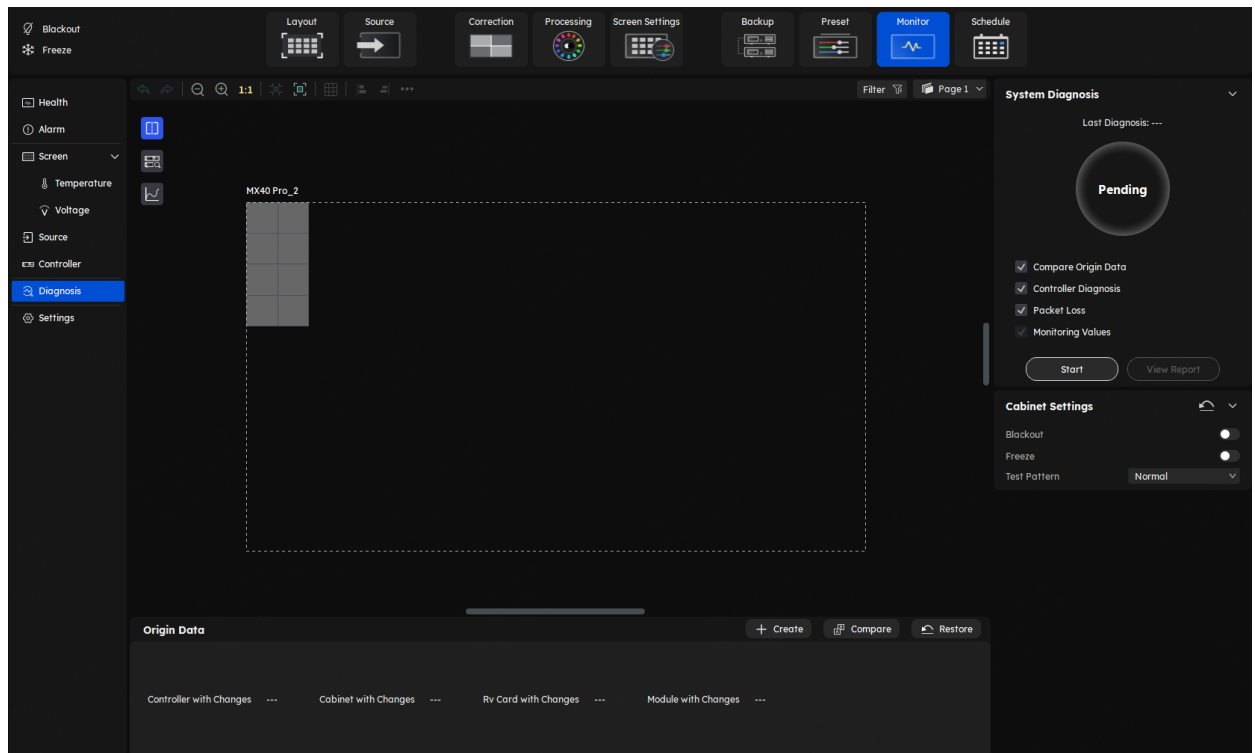 Blackout
Freeze
Layout
Source
Correction
Processing
Screen Settings
Backup
Preset
Monitor
Schedule
Health
Alarm
Screen
Temperature
Voltage
Source
Controller
Diagnosis
Settings
1:1
Filter
Page 1
MX40 Pro_2
System Diagnosis
Last Diagnosis: ---
Pending
Compare Origin Data
Controller Diagnosis
Packet Loss
Monitoring Values
Start
View Report
Cabinet Settings
Blackout
Freeze
Test Pattern Normal
Origin Data
+ Create
Compare
Restore
Controller with Changes ---
Cabinet with Changes ---
Rv Card with Changes ---
Module with Changes ---